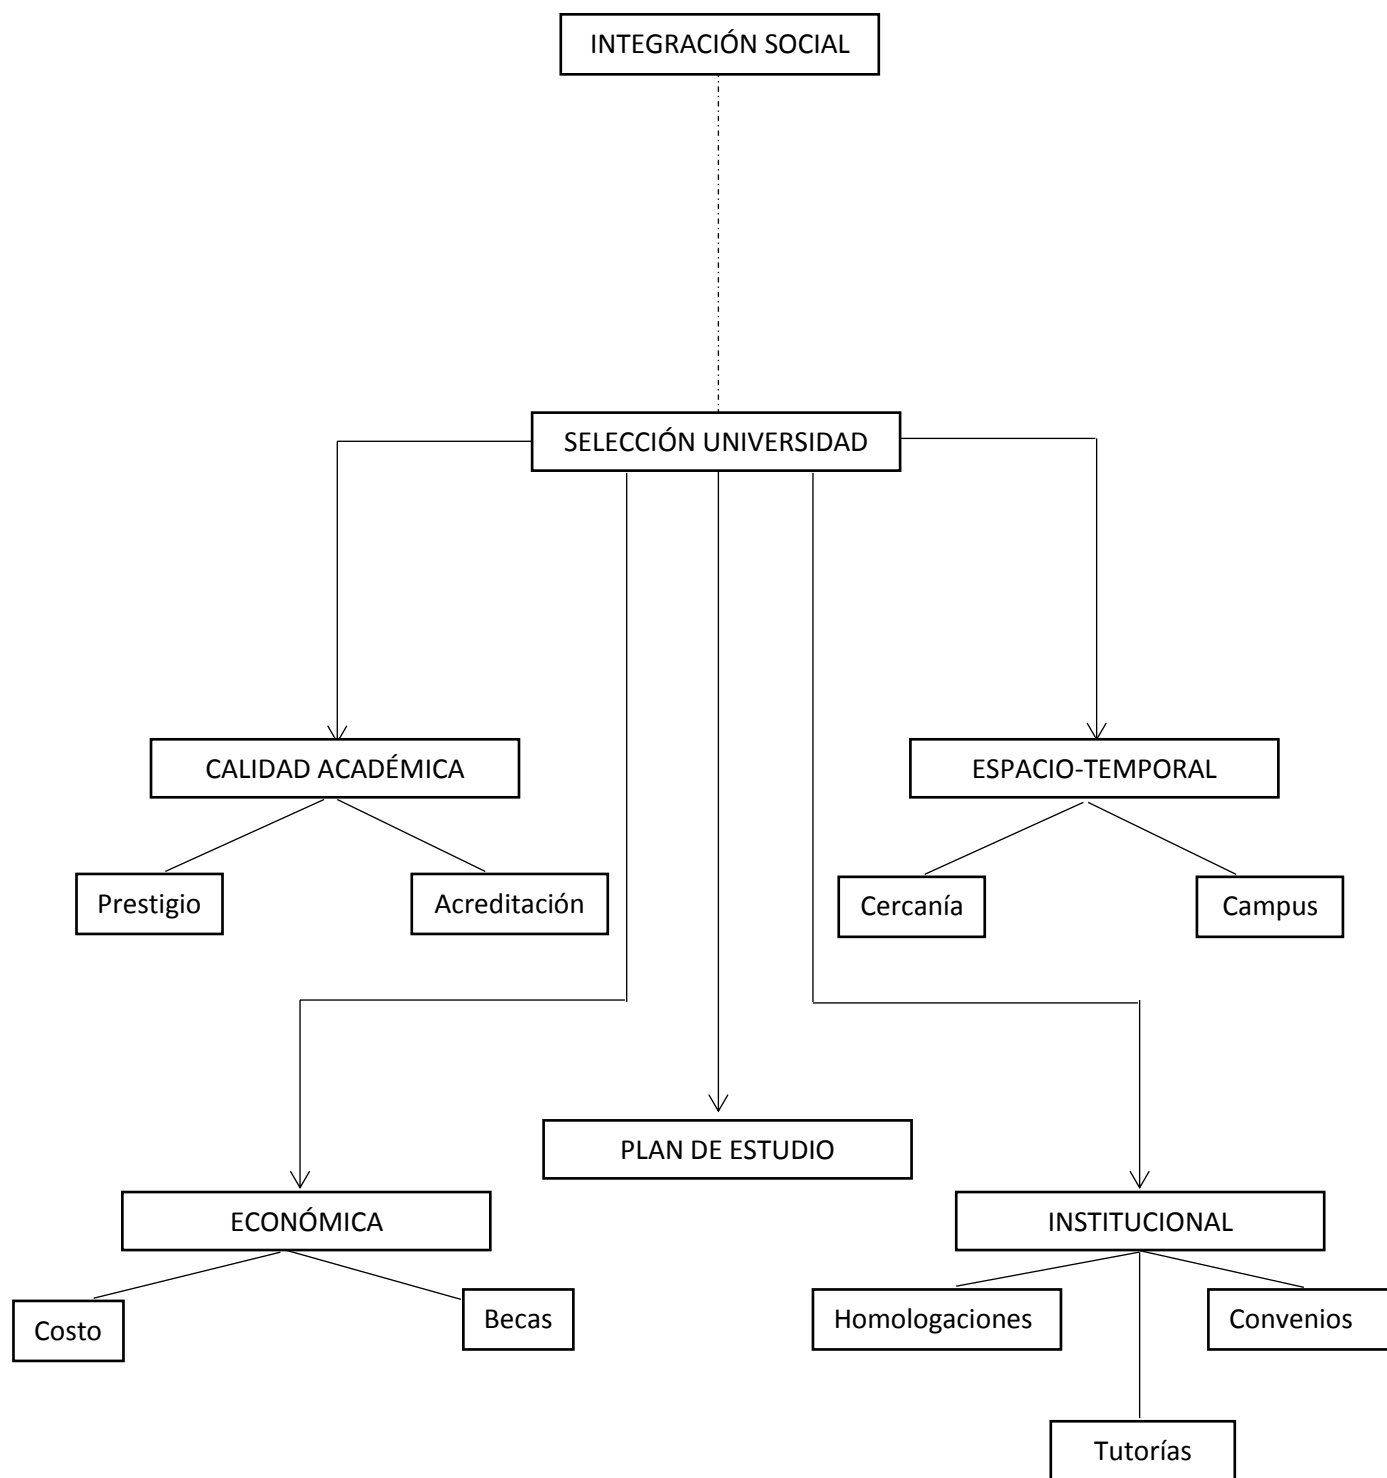 INTEGRACIÓN SOCIAL
SELECCIÓN UNIVERSIDAD
CALIDAD ACADÉMICA
ESPACIO-TEMPORAL
Prestigio
Acreditación
Cercanía
Campus
PLAN DE ESTUDIO
ECONÓMICA
INSTITUCIONAL
Costo
Becas
Homologaciones
Convenios
Tutorías